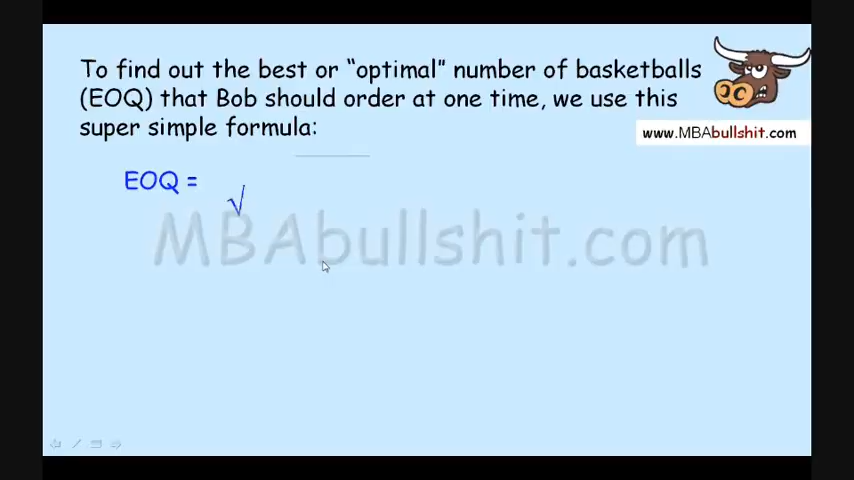 To find out the best or “optimal” number of basketballs
(EOQ) that Bob should order at one time, we use this
super simple formula:
www.MBAbullshit.com
EOQ =
√
MBAbullshit.com